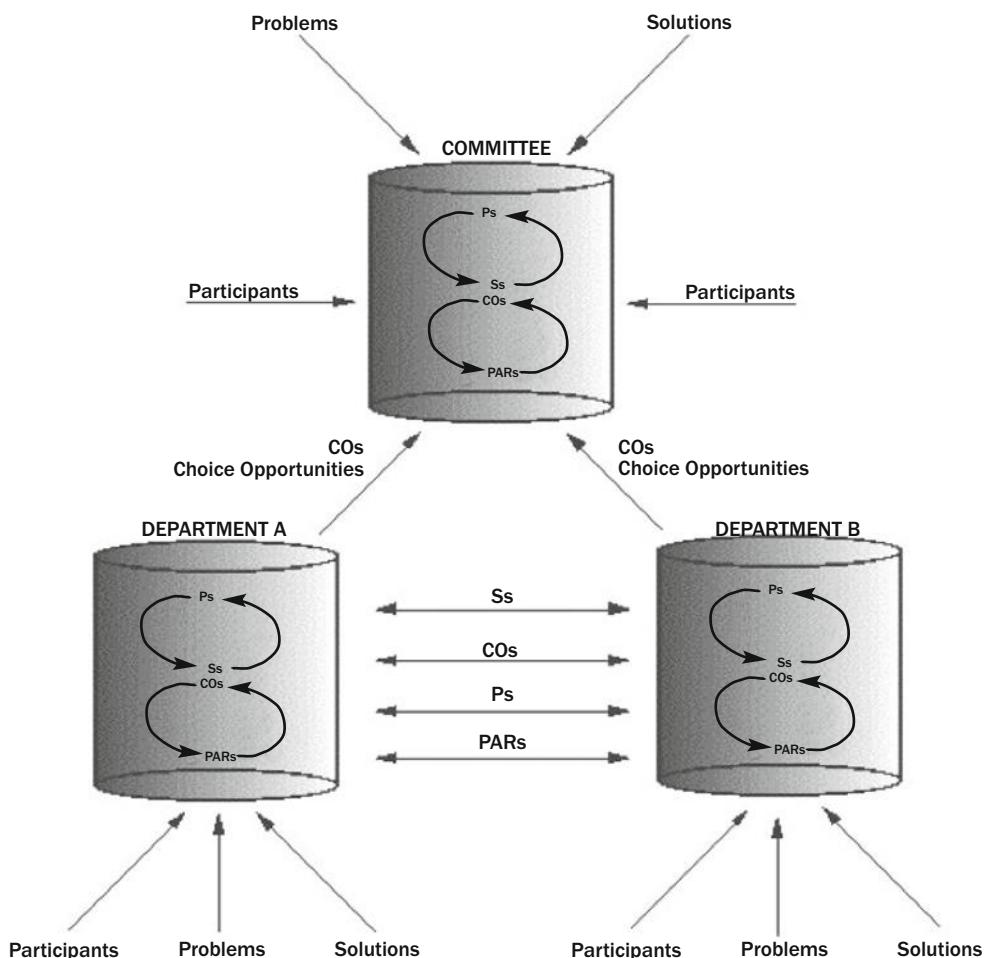 Problems
Solutions
COMMITTEE
Ps
Ss
COs
PARs
Participants
Participants
COs
Choice Opportunities
COs
Choice Opportunities
DEPARTMENT A
DEPARTMENT B
Ps
Ss
COs
PARs
Ss
COs
Ps
PARs
Ps
Ss
COs
PARs
Participants
Problems
Solutions
Participants
Problems
Solutions